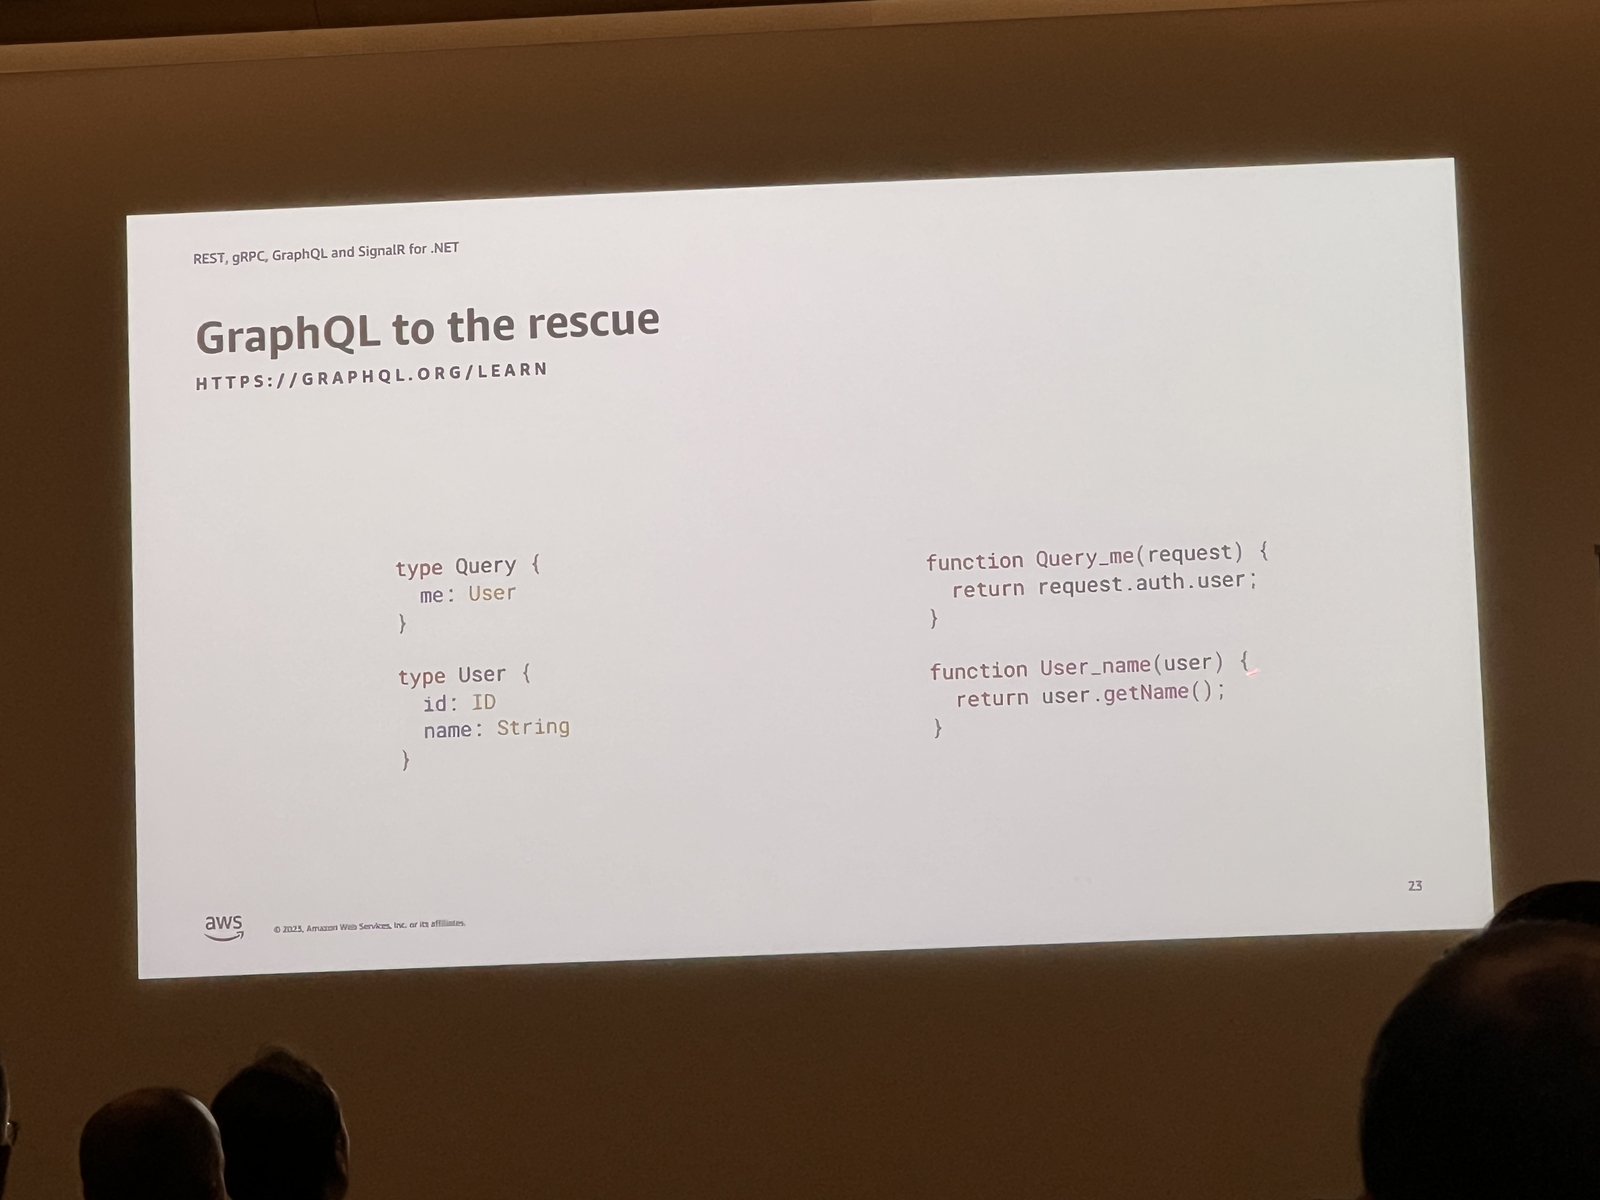 REST, gRPC, GraphQL and SignalR for .NET
GraphQL to the rescue
HTTPS://GRAPHQL.ORG/LEARN
type Query {
  me: User
}
type User {
  id: ID
  name: String
}
function Query_me(request) {
  return request.auth.user;
}
function User_name(user) {
  return user.getName();
}
23
aws
© 2023, Amazon Web Services, Inc. or its affiliates.